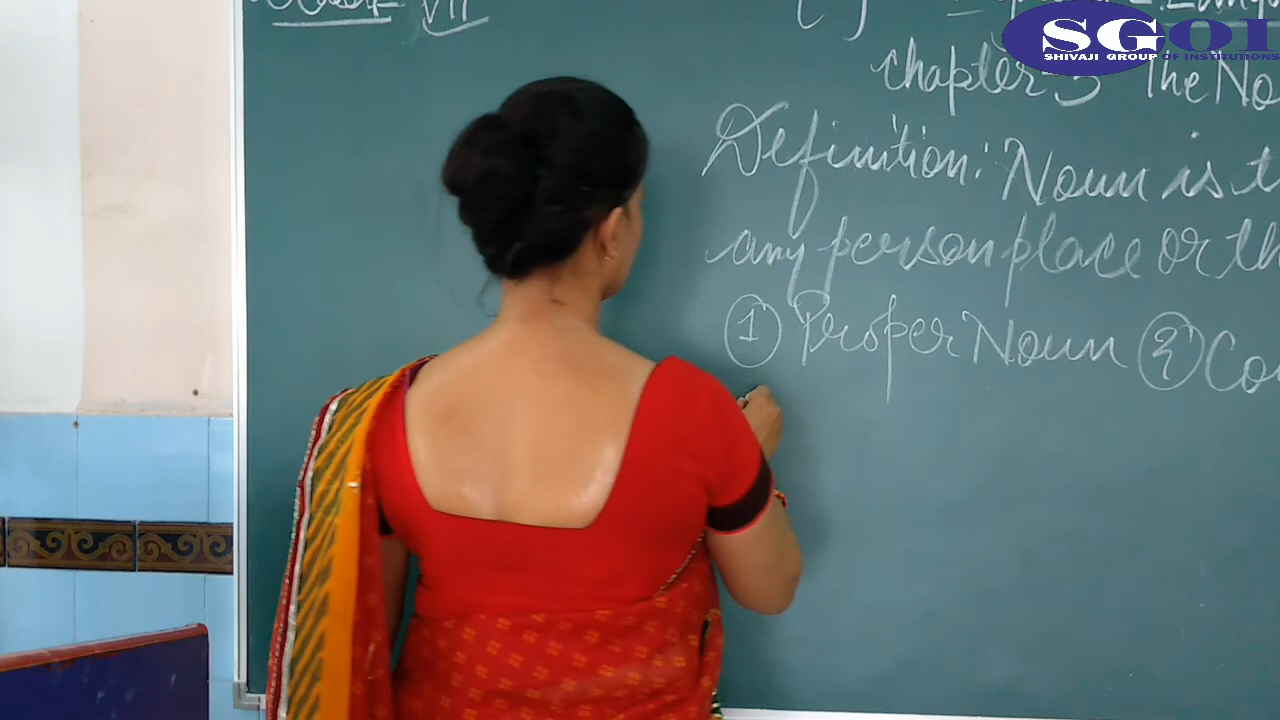 Class VII
SGOI
SHIVAJI GROUP OF INSTITUTIONS
chapter-3 The No
Definition: Noun is t
any person place or th
① Proper Noun ② Co